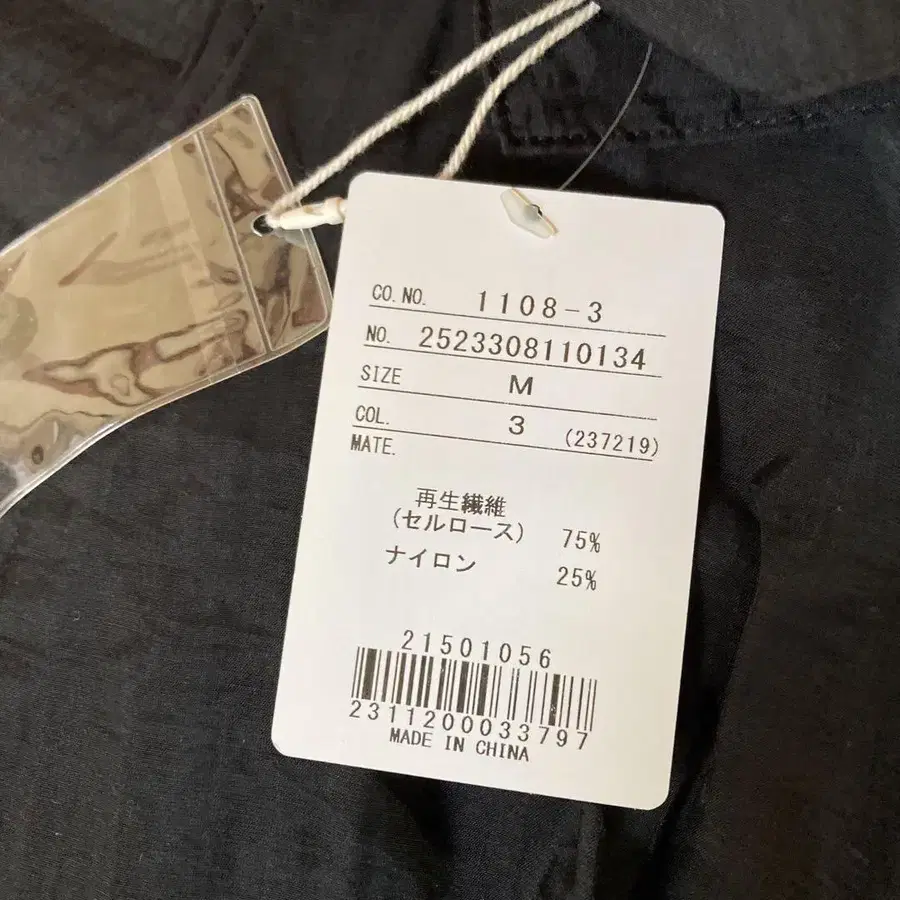 CO. NO. 1108-3
NO. 2523308110134
SIZE M
COL. 3 (237219)
MATE.
再生繊維
(セルロース) 75%
ナイロン 25%
21501056
2311200033797
MADE IN CHINA